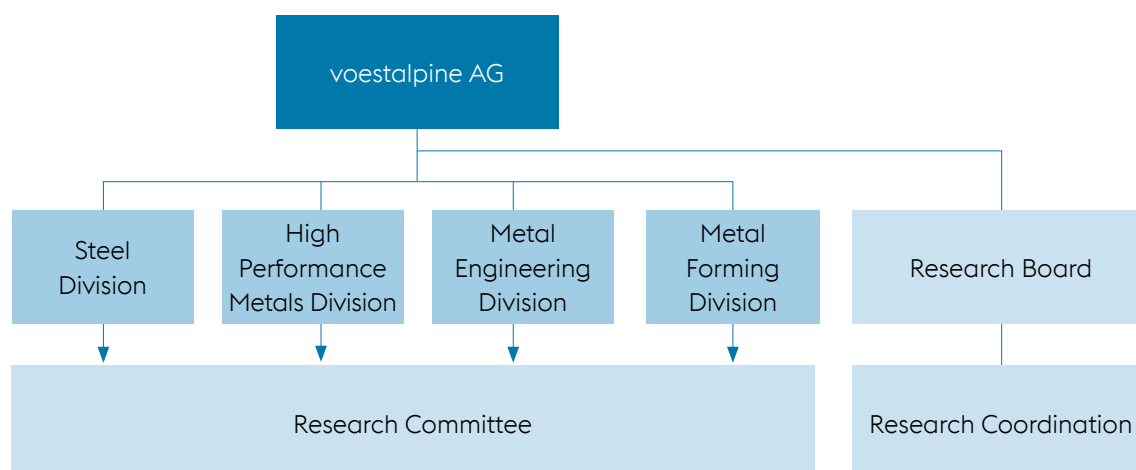 voestalpine AG
Steel
Division
High
Performance
Metals Division
Metal
Engineering
Division
Metal
Forming
Division
Research Board
Research Committee
Research Coordination